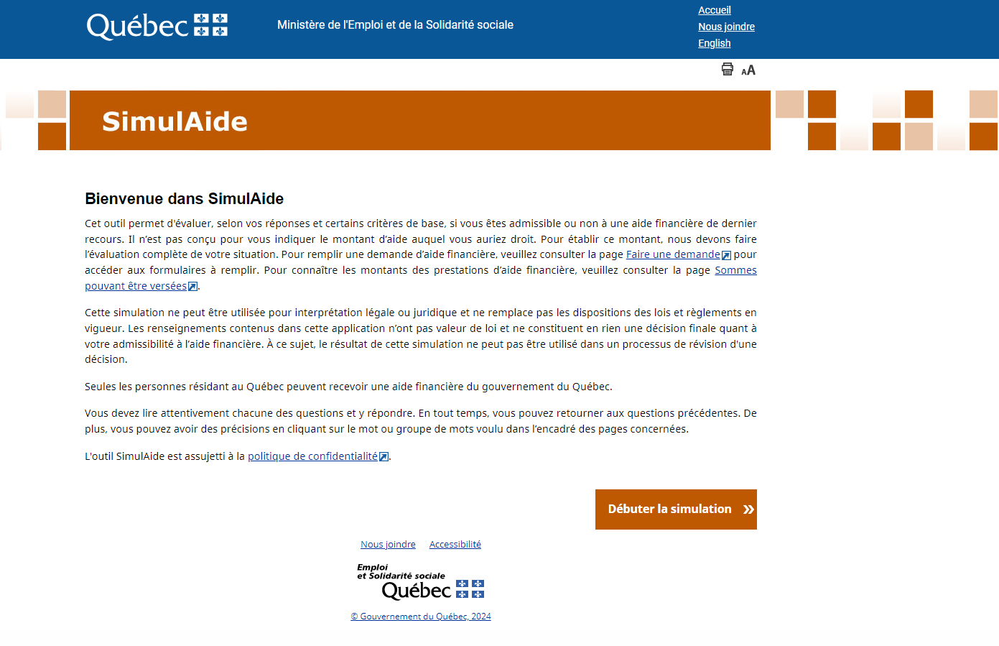 Québec
Ministère de l'Emploi et de la Solidarité sociale
Accueil
Nous joindre
English
AA
SimulAide
Bienvenue dans SimulAide
Cet outil permet d'évaluer, selon vos réponses et certains critères de base, si vous êtes admissible ou non à une aide financière de dernier
recours. Il n’est pas conçu pour vous indiquer le montant d’aide auquel vous auriez droit. Pour établir ce montant, nous devons faire
l’évaluation complète de votre situation. Pour remplir une demande d’aide financière, veuillez consulter la page Faire une demande pour
accéder aux formulaires à remplir. Pour connaître les montants des prestations d’aide financière, veuillez consulter la page Sommes
pouvant être versées.
Cette simulation ne peut être utilisée pour interprétation légale ou juridique et ne remplace pas les dispositions des lois et règlements en
vigueur. Les renseignements contenus dans cette application n’ont pas valeur de loi et ne constituent en rien une décision finale quant à
votre admissibilité à l’aide financière. À ce sujet, le résultat de cette simulation ne peut pas être utilisé dans un processus de révision d'une
décision.
Seules les personnes résidant au Québec peuvent recevoir une aide financière du gouvernement du Québec.
Vous devez lire attentivement chacune des questions et y répondre. En tout temps, vous pouvez retourner aux questions précédentes. De
plus, vous pouvez avoir des précisions en cliquant sur le mot ou groupe de mots voulu dans l’encadré des pages concernées.
L'outil SimulAide est assujetti à la politique de confidentialité.
Débuter la simulation »
Nous joindre Accessibilité
Emploi
et Solidarité sociale
Québec
© Gouvernement du Québec, 2024